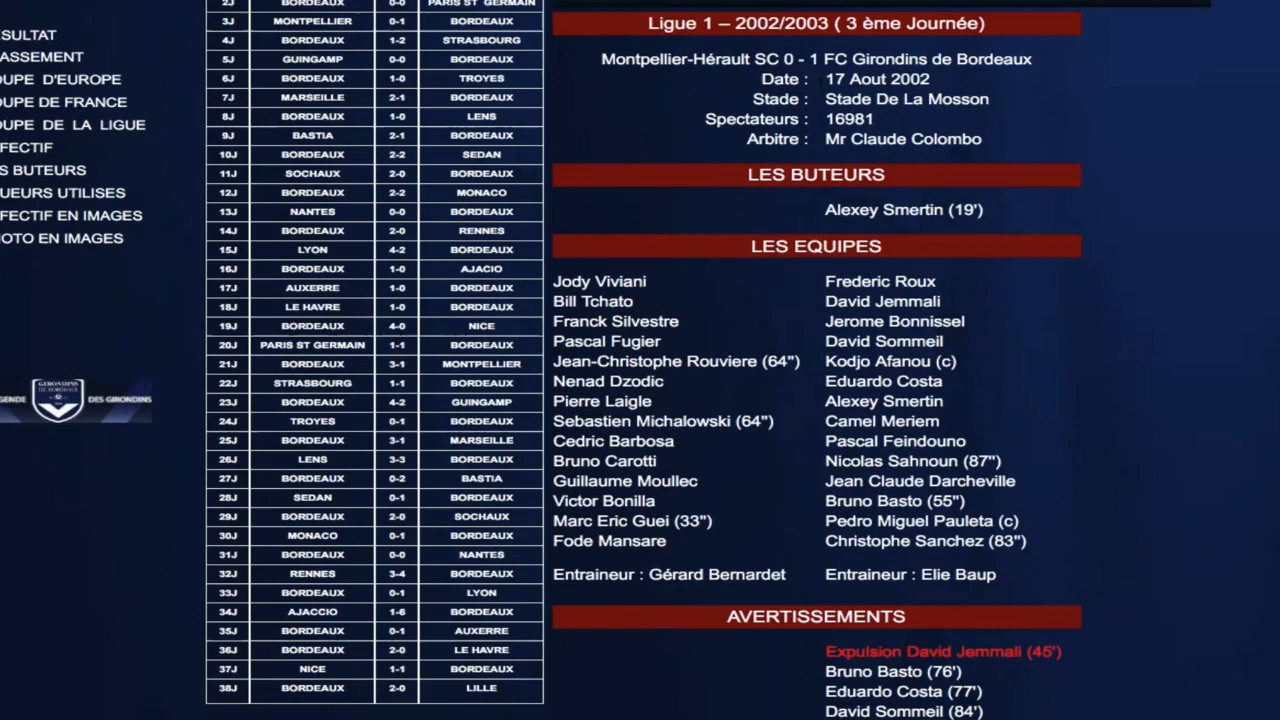 SULTAT
ASSEMENT
OUPE D'EUROPE
OUPE DE FRANCE
OUPE DE LA LIGUE
FECTIF
S BUTEURS
UEURS UTILISES
FECTIF EN IMAGES
OTO EN IMAGES
GENDE
GIRONDINS
DE BORDEAUX
DES GIRONDINS
2J BORDEAUX 0-0 PARIS ST GERMAIN
3J MONTPELLIER 0-1 BORDEAUX
4J BORDEAUX 1-2 STRASBOURG
5J GUINGAMP 0-0 BORDEAUX
6J BORDEAUX 1-0 TROYES
7J MARSEILLE 2-1 BORDEAUX
8J BORDEAUX 1-0 LENS
9J BASTIA 2-1 BORDEAUX
10J BORDEAUX 2-2 SEDAN
11J SOCHAUX 2-0 BORDEAUX
12J BORDEAUX 2-2 MONACO
13J NANTES 0-0 BORDEAUX
14J BORDEAUX 2-0 RENNES
15J LYON 4-2 BORDEAUX
16J BORDEAUX 1-0 AJACIO
17J AUXERRE 1-0 BORDEAUX
18J LE HAVRE 1-0 BORDEAUX
19J BORDEAUX 4-0 NICE
20J PARIS ST GERMAIN 1-1 BORDEAUX
21J BORDEAUX 3-1 MONTPELLIER
22J STRASBOURG 1-1 BORDEAUX
23J BORDEAUX 4-2 GUINGAMP
24J TROYES 0-1 BORDEAUX
25J BORDEAUX 3-1 MARSEILLE
26J LENS 3-3 BORDEAUX
27J BORDEAUX 0-2 BASTIA
28J SEDAN 0-1 BORDEAUX
29J BORDEAUX 2-0 SOCHAUX
30J MONACO 0-1 BORDEAUX
31J BORDEAUX 0-0 NANTES
32J RENNES 3-4 BORDEAUX
33J BORDEAUX 0-1 LYON
34J AJACCIO 1-6 BORDEAUX
35J BORDEAUX 0-1 AUXERRE
36J BORDEAUX 2-0 LE HAVRE
37J NICE 1-1 BORDEAUX
38J BORDEAUX 2-0 LILLE
Ligue 1 – 2002/2003 ( 3 ème Journée)
Montpellier-Hérault SC 0 - 1 FC Girondins de Bordeaux
Date : 17 Aout 2002
Stade : Stade De La Mosson
Spectateurs : 16981
Arbitre : Mr Claude Colombo
LES BUTEURS
Alexey Smertin (19')
LES EQUIPES
Jody Viviani Frederic Roux
Bill Tchato David Jemmali
Franck Silvestre Jerome Bonnissel
Pascal Fugier David Sommeil
Jean-Christophe Rouviere (64") Kodjo Afanou (c)
Nenad Dzodic Eduardo Costa
Pierre Laigle Alexey Smertin
Sebastien Michalowski (64") Camel Meriem
Cedric Barbosa Pascal Feindouno
Bruno Carotti Nicolas Sahnoun (87")
Guillaume Moullec Jean Claude Darcheville
Victor Bonilla Bruno Basto (55")
Marc Eric Guei (33") Pedro Miguel Pauleta (c)
Fode Mansare Christophe Sanchez (83")
Entraineur : Gérard Bernardet Entraineur : Elie Baup
AVERTISSEMENTS
Expulsion David Jemmali (45')
Bruno Basto (76')
Eduardo Costa (77')
David Sommeil (84')